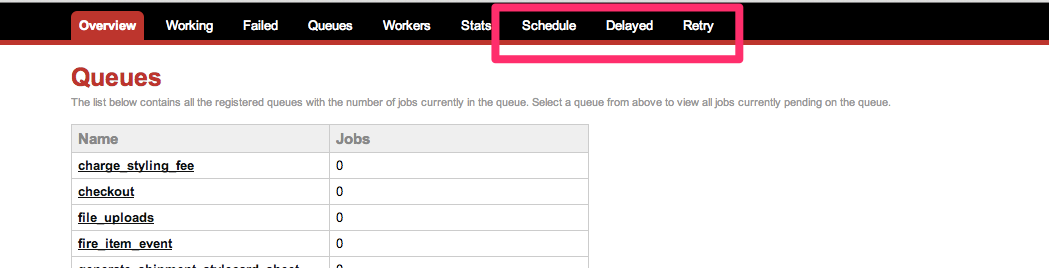 Overview Working Failed Queues Workers Stats Schedule Delayed Retry
Queues
The list below contains all the registered queues with the number of jobs currently in the queue. Select a queue from above to view all jobs currently pending on the queue.
Name Jobs
charge_styling_fee 0
checkout 0
file_uploads 0
fire_item_event 0